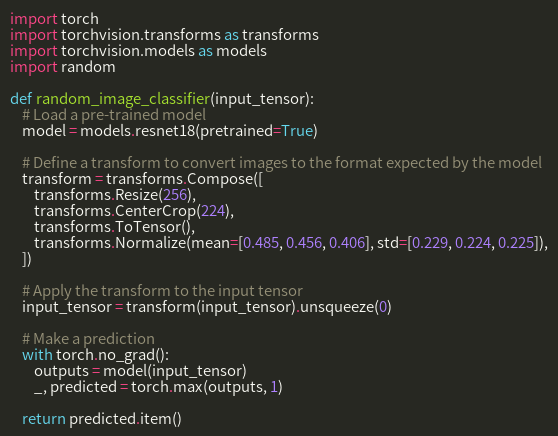 import torch
import torchvision.transforms as transforms
import torchvision.models as models
import random

def random_image_classifier(input_tensor):
    # Load a pre-trained model
    model = models.resnet18(pretrained=True)

    # Define a transform to convert images to the format expected by the model
    transform = transforms.Compose([
        transforms.Resize(256),
        transforms.CenterCrop(224),
        transforms.ToTensor(),
        transforms.Normalize(mean=[0.485, 0.456, 0.406], std=[0.229, 0.224, 0.225]),
    ])

    # Apply the transform to the input tensor
    input_tensor = transform(input_tensor).unsqueeze(0)

    # Make a prediction
    with torch.no_grad():
        outputs = model(input_tensor)
        _, predicted = torch.max(outputs, 1)

    return predicted.item()